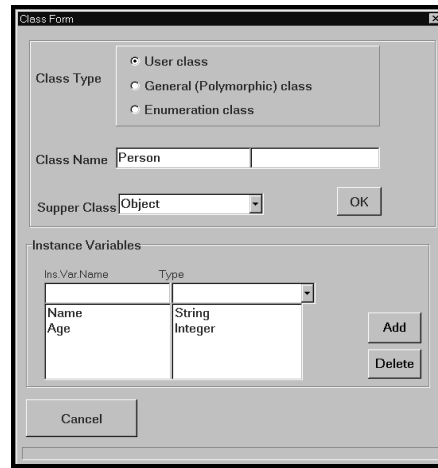 Class Form
Class Type
User class
General (Polymorphic) class
Enumeration class
Class Name Person
Supper Class Object OK
Instance Variables
Ins.Var.Name Type
Name String
Age Integer
Add
Delete
Cancel